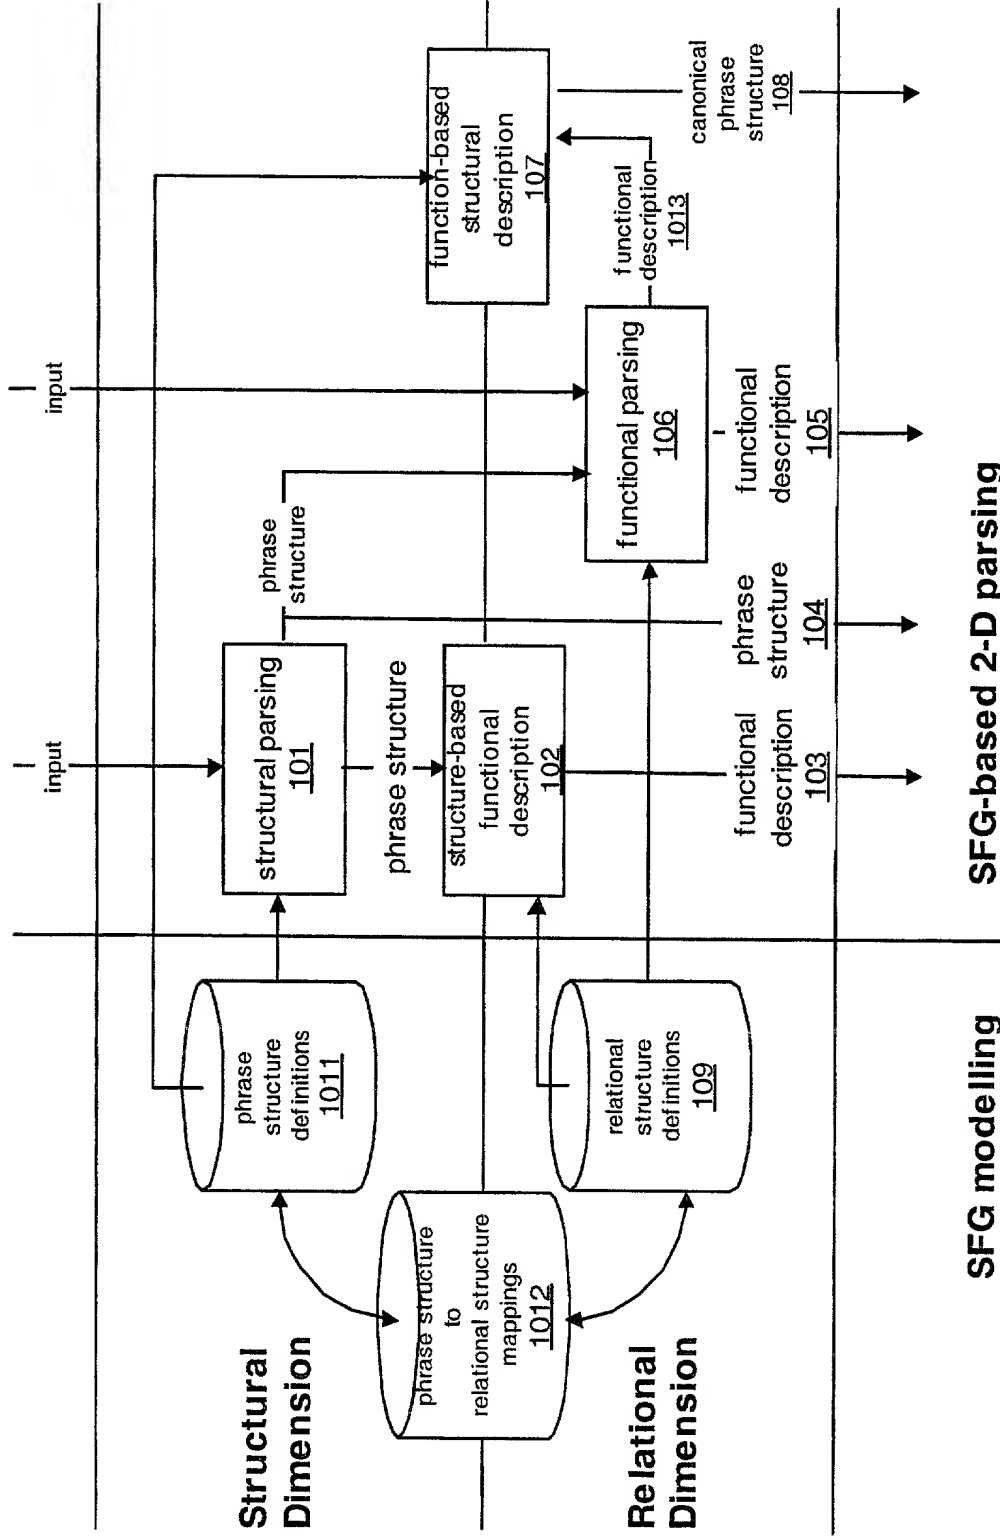 Structural
Dimension
Relational
Dimension
phrase structure
to
relational structure
mappings
1012
phrase
structure
definitions
1011
relational
structure
definitions
109
input
structural parsing
101
phrase structure
structure-based
functional
description
102
functional
description
103
phrase
structure
104
phrase
structure
input
functional parsing
106
functional
description
105
functional
description
1013
function-based
structural
description
107
canonical
phrase
structure
108
SFG modelling
SFG-based 2-D parsing